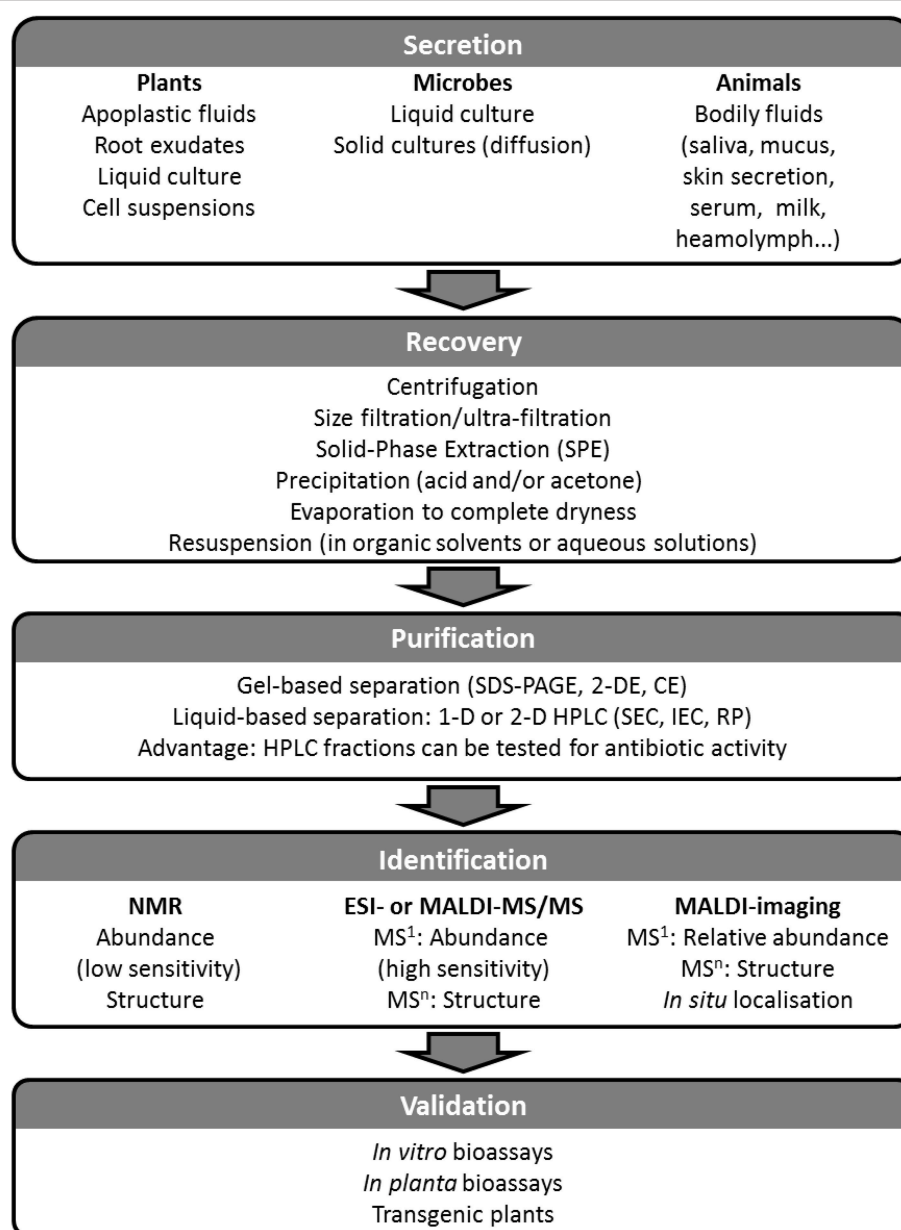 Secretion
Plants
Apoplastic fluids
Root exudates
Liquid culture
Cell suspensions
Microbes
Liquid culture
Solid cultures (diffusion)
Animals
Bodily fluids
(saliva, mucus,
skin secretion,
serum, milk,
heamolymph...)
Recovery
Centrifugation
Size filtration/ultra-filtration
Solid-Phase Extraction (SPE)
Precipitation (acid and/or acetone)
Evaporation to complete dryness
Resuspension (in organic solvents or aqueous solutions)
Purification
Gel-based separation (SDS-PAGE, 2-DE, CE)
Liquid-based separation: 1-D or 2-D HPLC (SEC, IEC, RP)
Advantage: HPLC fractions can be tested for antibiotic activity
Identification
NMR
Abundance
(low sensitivity)
Structure
ESI- or MALDI-MS/MS
MS¹: Abundance
(high sensitivity)
MSⁿ: Structure
MALDI-imaging
MS¹: Relative abundance
MSⁿ: Structure
In situ localisation
Validation
In vitro bioassays
In planta bioassays
Transgenic plants